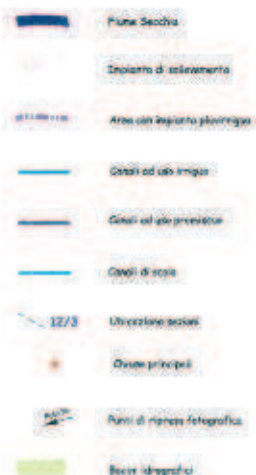 Fiume Secchia
Impianto di sollevamento
Area con impianto pluvirriguo
Canali ad uso irriguo
Canali ad uso promiscuo
Canali di scolo
12/3 Ubicazione sezioni
Chiuse principali
Punti di ripresa fotografica
Bacini idrografici